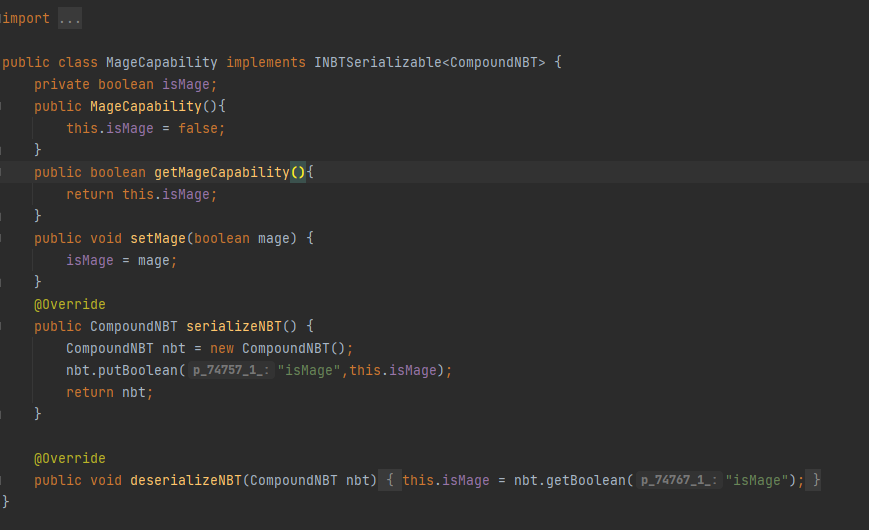 import ...
public class MageCapability implements INBTSerializable<CompoundNBT> {
    private boolean isMage;
    public MageCapability(){
        this.isMage = false;
    }
    public boolean getMageCapability(){
        return this.isMage;
    }
    public void setMage(boolean mage) {
        isMage = mage;
    }
    @Override
    public CompoundNBT serializeNBT() {
        CompoundNBT nbt = new CompoundNBT();
        nbt.putBoolean( p_74757_1_: "isMage",this.isMage);
        return nbt;
    }
    @Override
    public void deserializeNBT(CompoundNBT nbt) { this.isMage = nbt.getBoolean( p_74767_1_: "isMage"); }
}